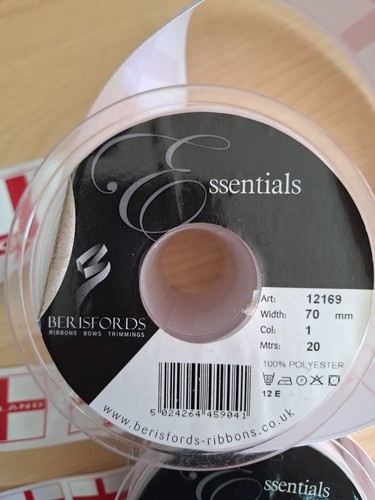 Essentials
BERISFORDS
RIBBONS BOWS TRIMMINGS
Art: 12169
Width: 70 mm
Col: 1
Mtrs: 20
100% POLYESTER
12 E
5 024264 459041
www.berisfords-ribbons.co.uk
LAND
ssentials